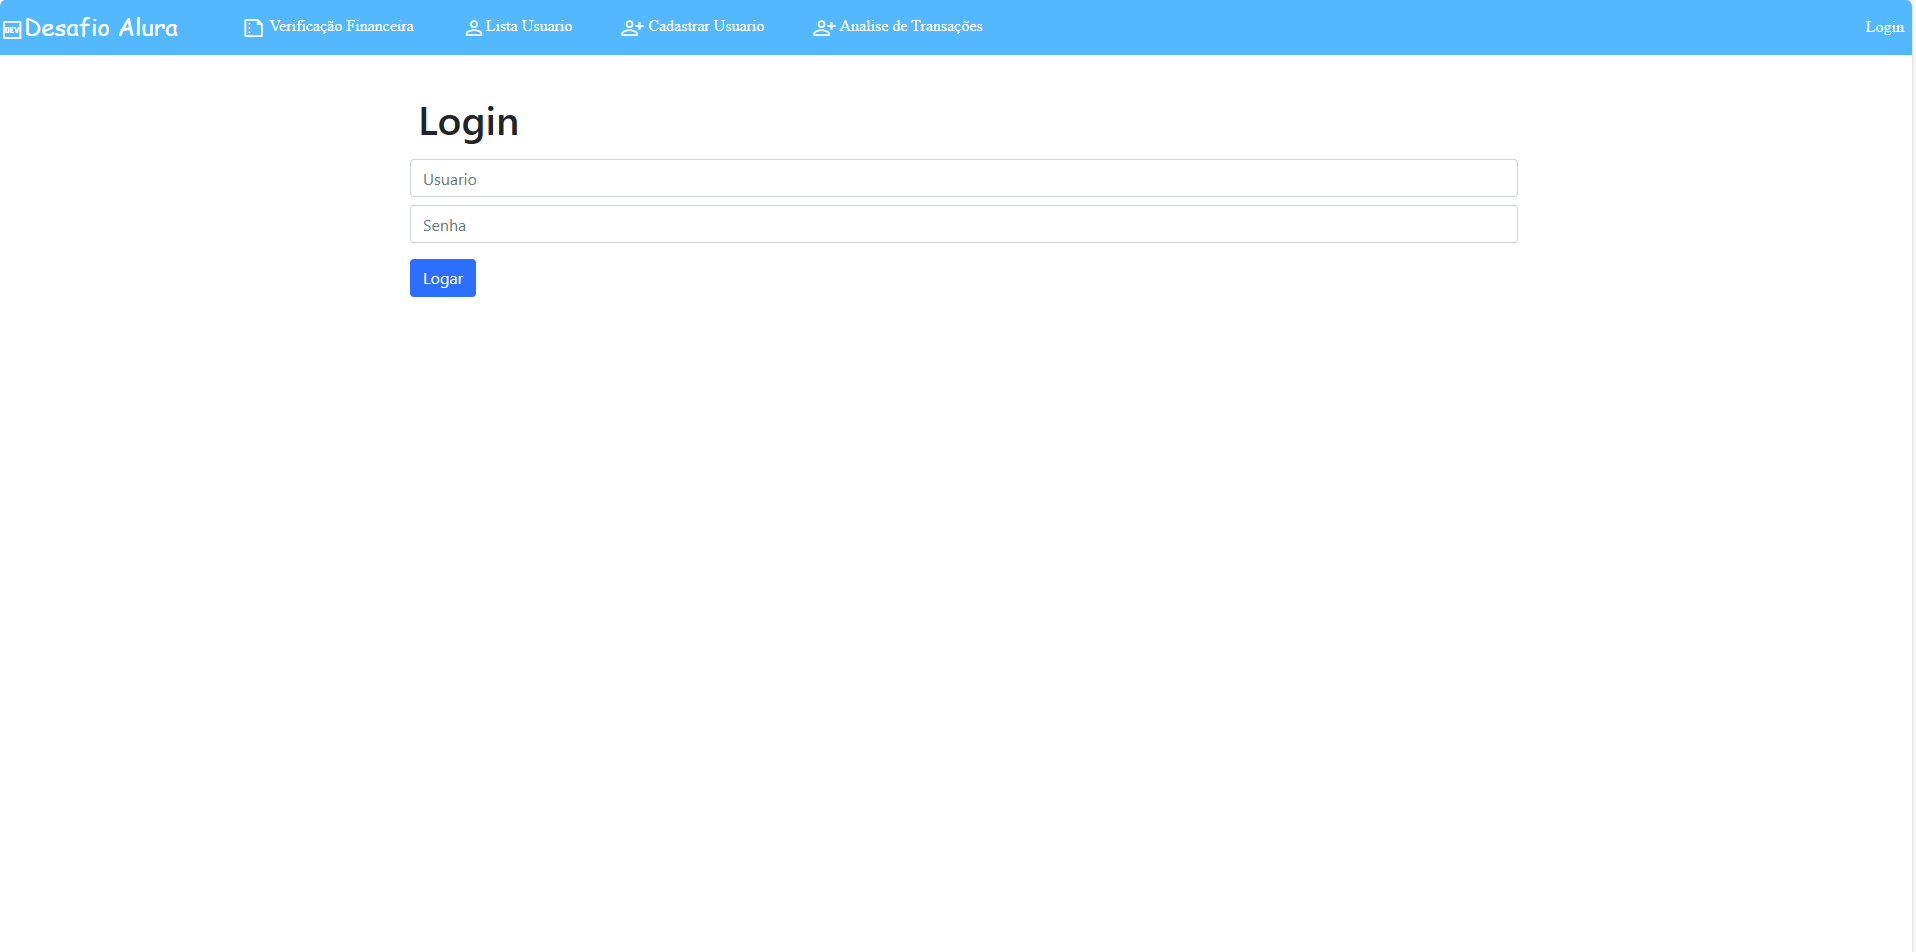 DEV Desafio Alura Verificação Financeira Lista Usuario Cadastrar Usuario Analise de Transações Login
Login
Usuario
Senha
Logar